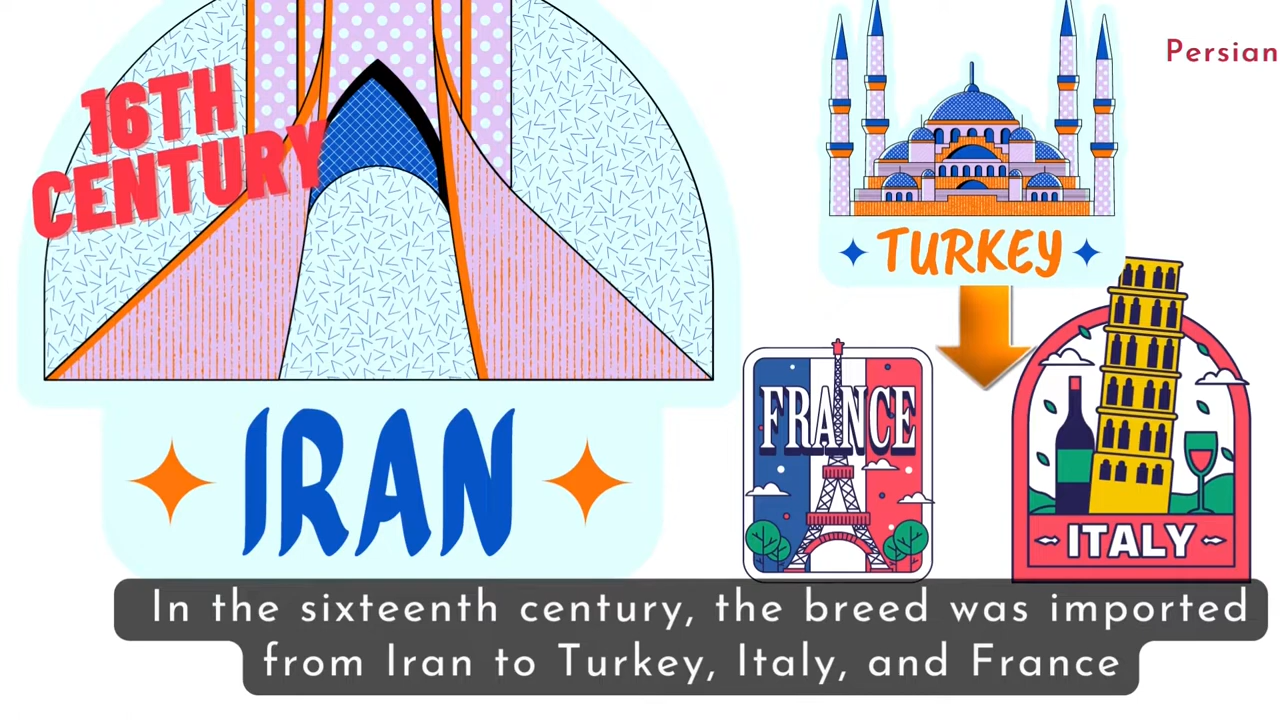 16TH
CENTURY
IRAN
Persian
TURKEY
FRANCE
ITALY
In the sixteenth century, the breed was imported
from Iran to Turkey, Italy, and France